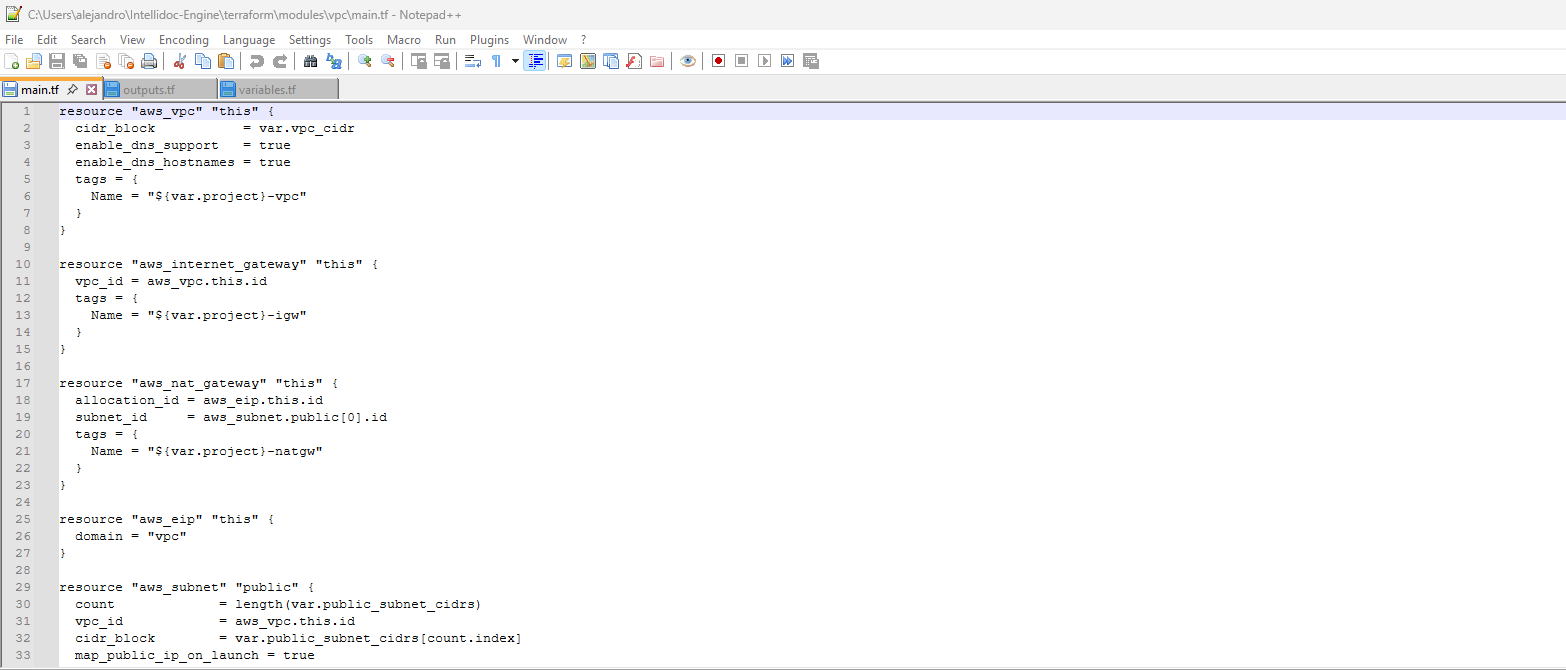 C:\Users\alejandro\Intellidoc-Engine\terraform\modules\vpc\main.tf - Notepad++
File Edit Search View Encoding Language Settings Tools Macro Run Plugins Window ?
main.tf outputs.tf variables.tf
1 resource "aws_vpc" "this" {
2   cidr_block           = var.vpc_cidr
3   enable_dns_support   = true
4   enable_dns_hostnames = true
5   tags = {
6     Name = "${var.project}-vpc"
7   }
8 }
9
10 resource "aws_internet_gateway" "this" {
11   vpc_id = aws_vpc.this.id
12   tags = {
13     Name = "${var.project}-igw"
14   }
15 }
16
17 resource "aws_nat_gateway" "this" {
18   allocation_id = aws_eip.this.id
19   subnet_id     = aws_subnet.public[0].id
20   tags = {
21     Name = "${var.project}-natgw"
22   }
23 }
24
25 resource "aws_eip" "this" {
26   domain = "vpc"
27 }
28
29 resource "aws_subnet" "public" {
30   count             = length(var.public_subnet_cidrs)
31   vpc_id            = aws_vpc.this.id
32   cidr_block        = var.public_subnet_cidrs[count.index]
33   map_public_ip_on_launch = true